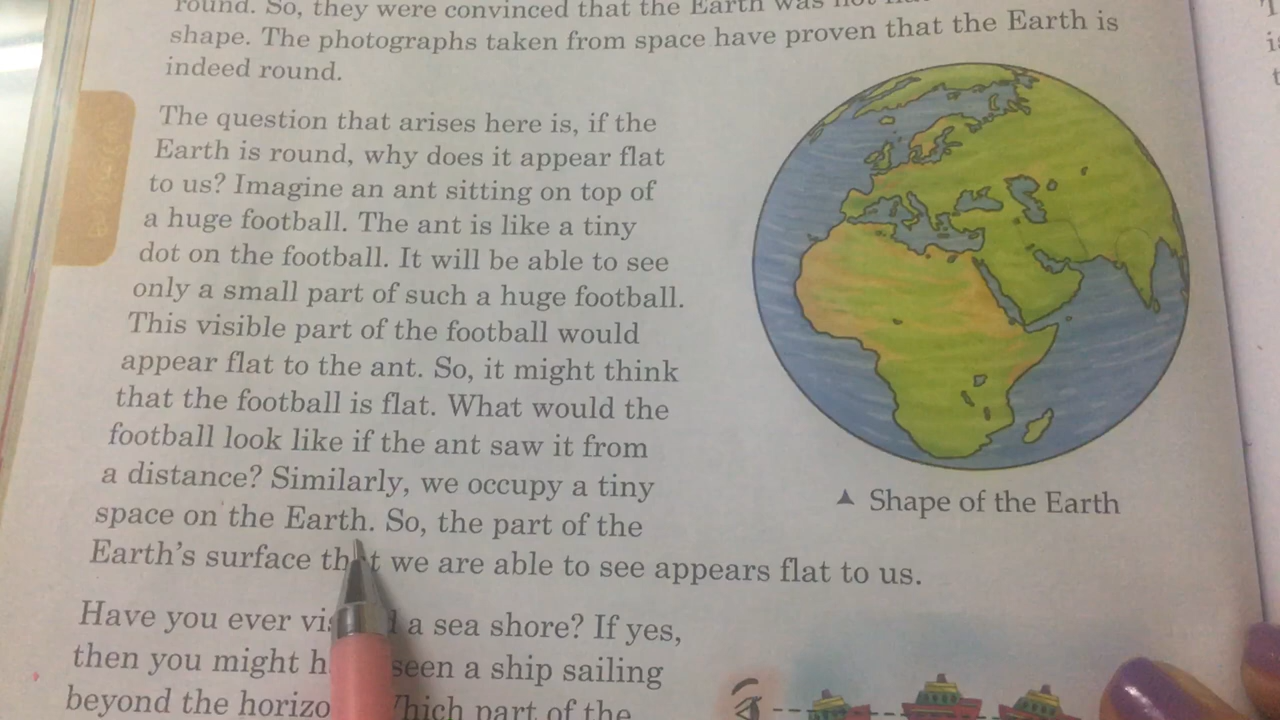 round. So, they were convinced that the Earth was not
shape. The photographs taken from space have proven that the Earth is
indeed round.
The question that arises here is, if the
Earth is round, why does it appear flat
to us? Imagine an ant sitting on top of
a huge football. The ant is like a tiny
dot on the football. It will be able to see
only a small part of such a huge football.
This visible part of the football would
appear flat to the ant. So, it might think
that the football is flat. What would the
football look like if the ant saw it from
a distance? Similarly, we occupy a tiny
space on the Earth. So, the part of the
Earth's surface that we are able to see appears flat to us.
Shape of the Earth
Have you ever a sea shore? If yes,
then you might seen a ship sailing
beyond the part of the